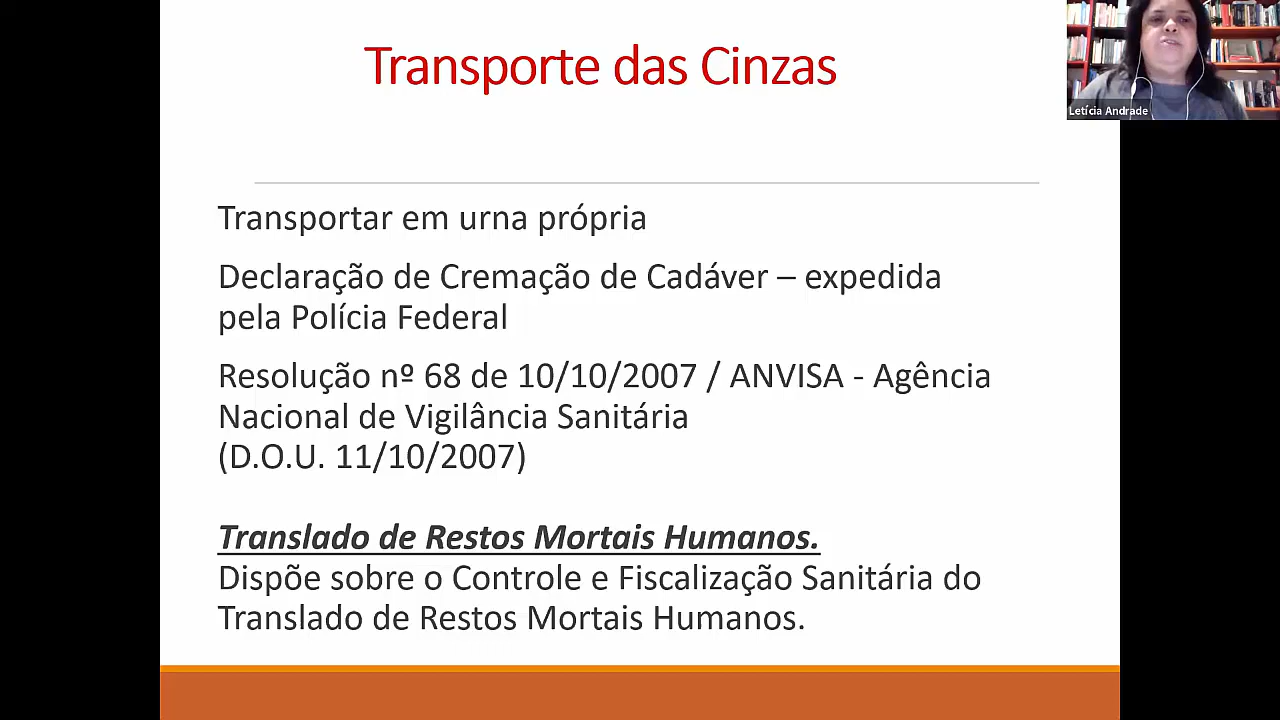 Transporte das Cinzas
Letícia Andrade
Transportar em urna própria
Declaração de Cremação de Cadáver – expedida
pela Polícia Federal
Resolução nº 68 de 10/10/2007 / ANVISA - Agência
Nacional de Vigilância Sanitária
(D.O.U. 11/10/2007)
Translado de Restos Mortais Humanos.
Dispõe sobre o Controle e Fiscalização Sanitária do
Translado de Restos Mortais Humanos.